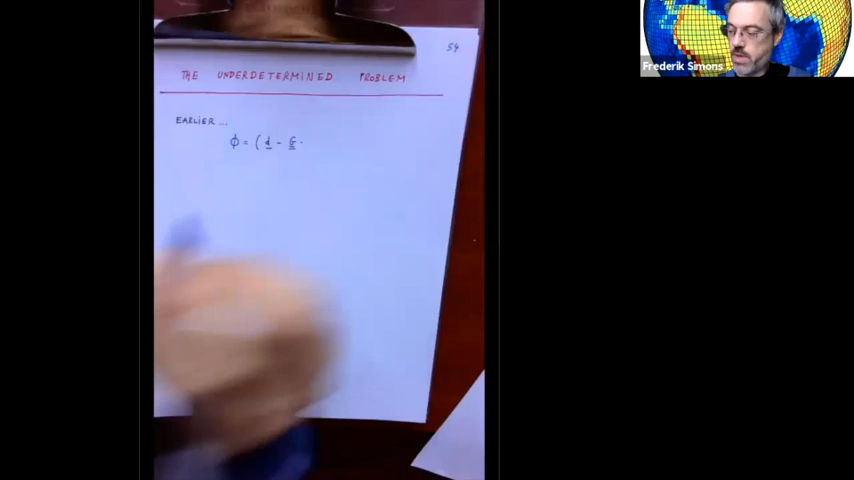 54
THE UNDERDETERMINED PROBLEM
EARLIER ...
ϕ = ( d - G ·
Frederik Simons